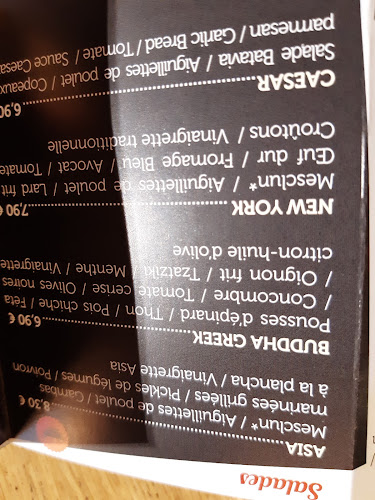 Salades
ASIA 8,30 €
Mesclun* / Aiguillettes de poulet / Gambas
marinées grillées / Pickles de légumes / Poivron
à la plancha / Vinaigrette Asia
BUDDHA GREEK 6,90 €
Pousses d'épinard / Thon / Pois chiche / Féta
/ Concombre / Tomate cerise / Olives noires
/ Oignon frit / Tzatziki / Menthe / Vinaigrette
citron-huile d'olive
NEW YORK 7,90 €
Mesclun* / Aiguillettes de poulet / Lard frit
Œuf dur / Fromage Bleu / Avocat / Tomate
Croûtons / Vinaigrette traditionnelle
CAESAR 6,90
Salade Batavia / Aiguillettes de poulet / Copeaux
parmesan / Garlic Bread / Tomate / Sauce Caesar